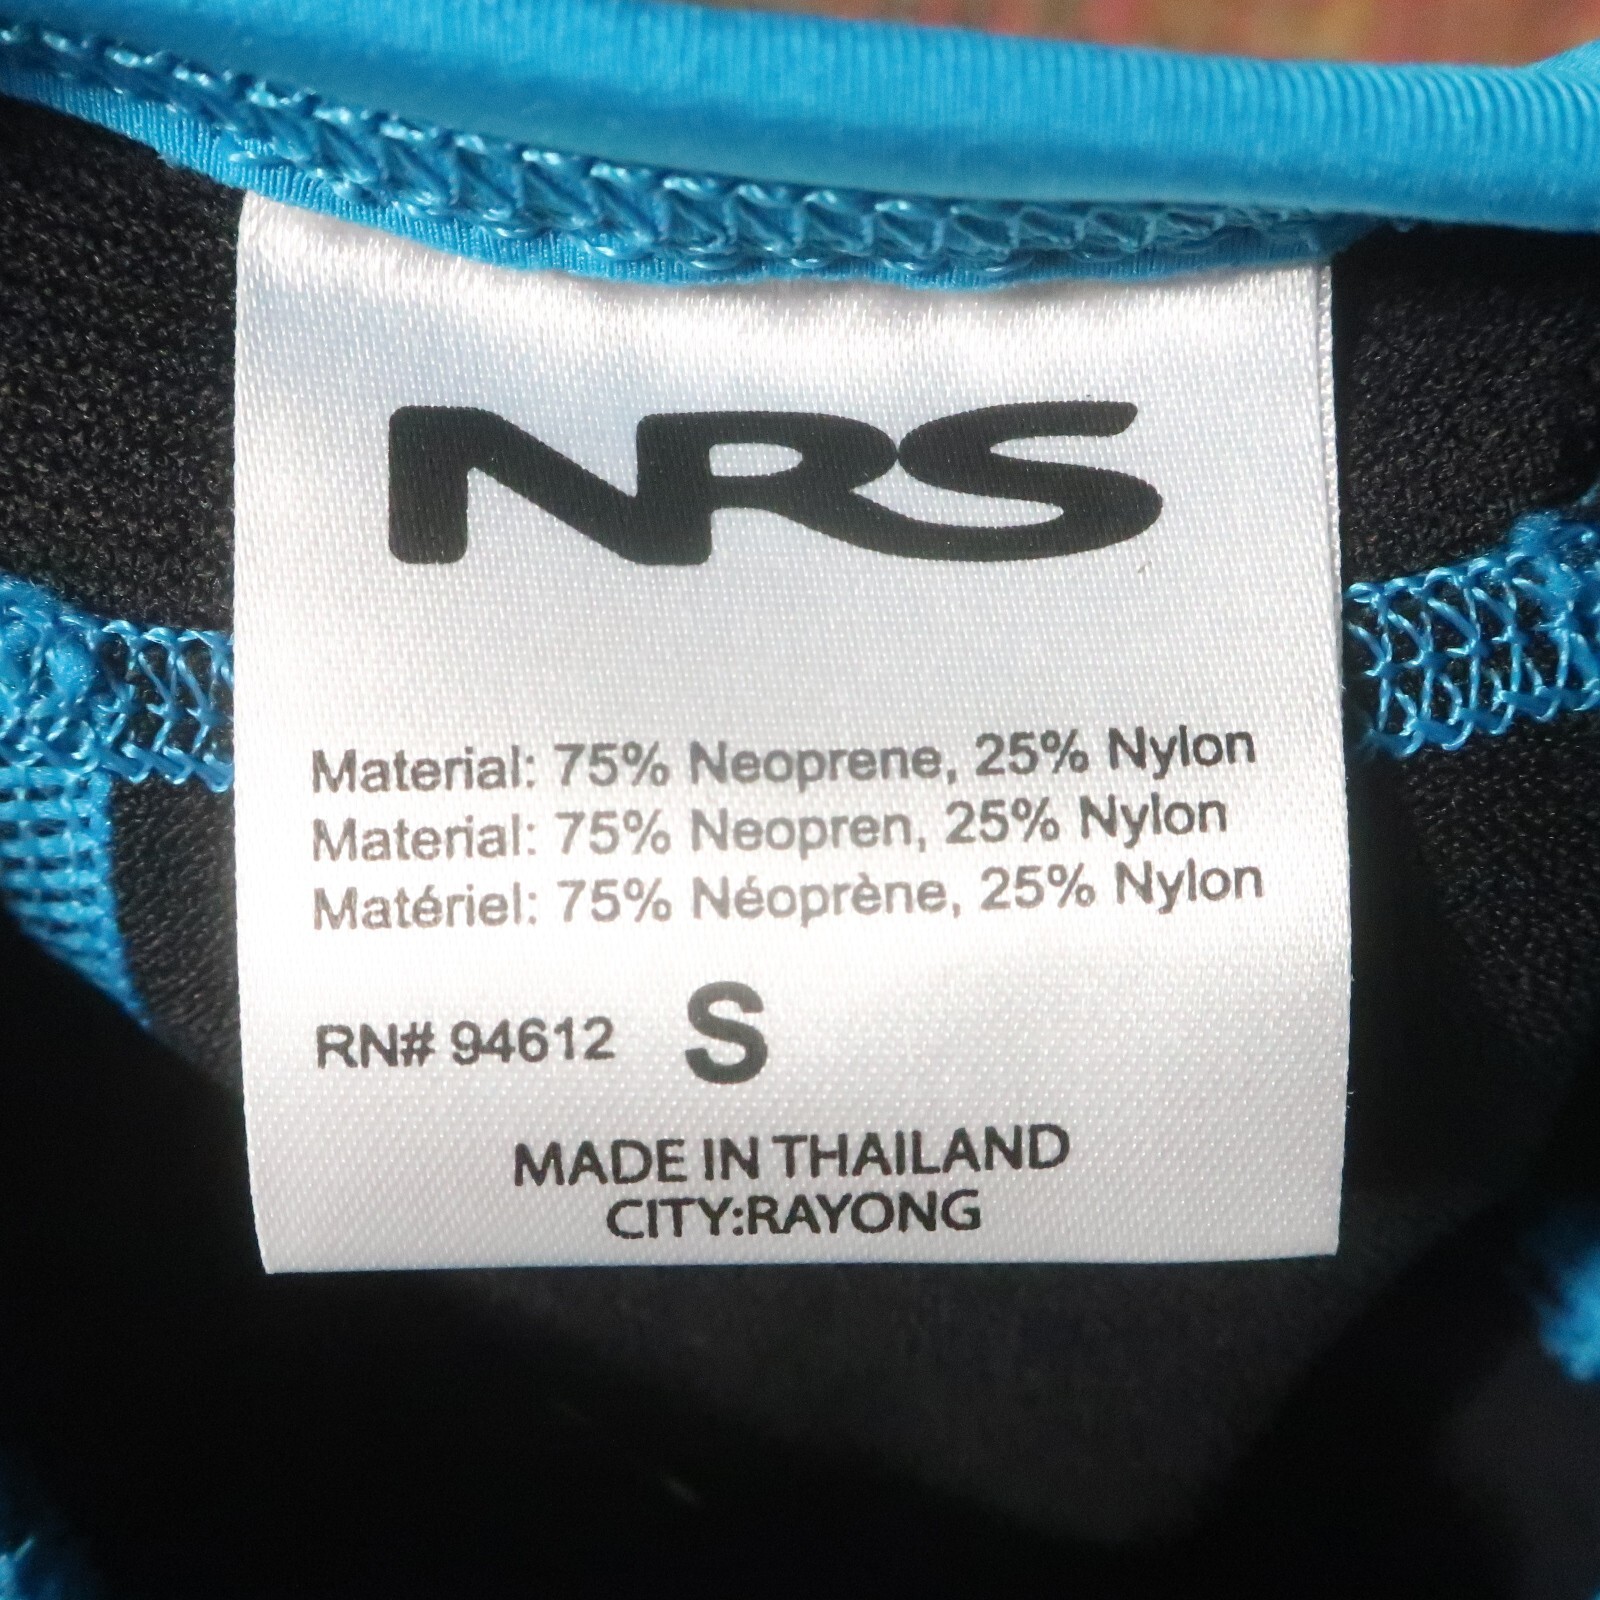 NRS
Material: 75% Neoprene, 25% Nylon
Material: 75% Neopren, 25% Nylon
Matériel: 75% Néoprène, 25% Nylon
RN# 94612 S
MADE IN THAILAND
CITY:RAYONG